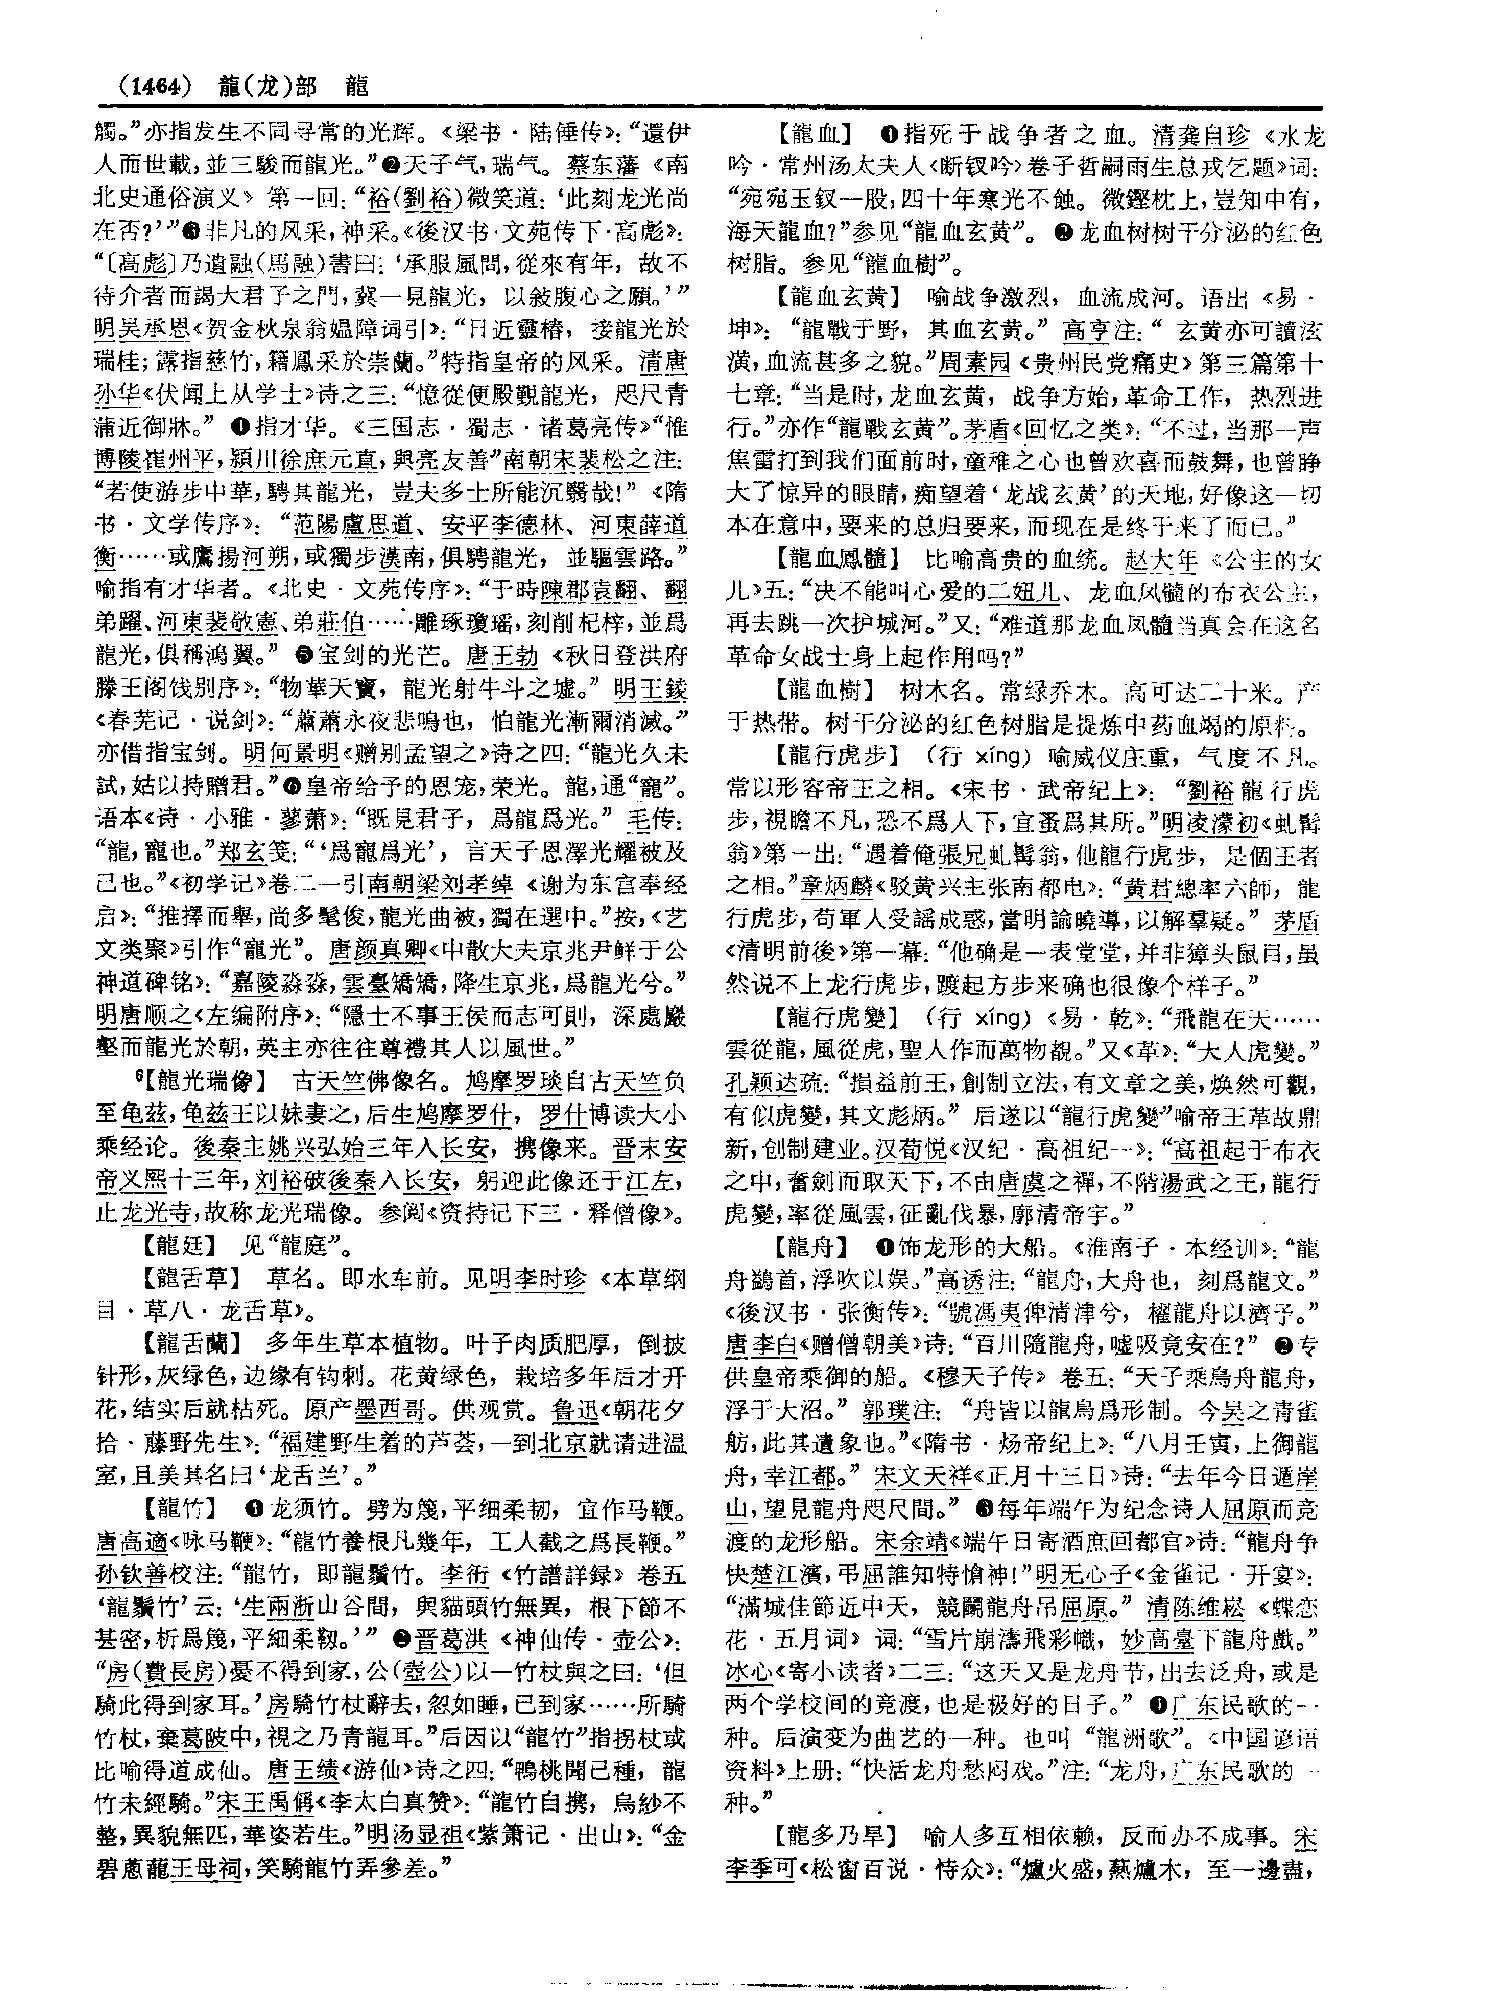 （1464） 龍(龙)部 龍
觸。”亦指发生不同寻常的光辉。《梁书·陆倕传》：“還伊
人而世載，並三駿而龍光。”❷天子气，瑞气。蔡东藩《南
北史通俗演义》第一回：“裕(劉裕)微笑道：‘此刻龙光尚
在否？’”❸非凡的风采，神采。《後汉书·文苑传下·高彪》：
“〔高彪〕乃遺融(馬融)書曰：‘承服風問，從來有年，故不
待介者而謁大君子之門，冀一見龍光，以敍腹心之願。’”
明吴承恩《贺金秋泉翁媪障词引》：“日近靈椿，接龍光於
瑞桂；露指慈竹，籍鳳采於崇蘭。”特指皇帝的风采。清唐
孙华《伏闻上从学士》诗之三：“憶從便殿覲龍光，咫尺青
蒲近御牀。” ❹指才华。《三国志·蜀志·诸葛亮传》“惟
博陵崔州平，潁川徐庶元直，與亮友善”南朝宋裴松之注：
“若使游步中華，騁其龍光，豈夫多士所能沉翳哉！”《隋
书·文学传序》：“范陽盧思道、安平李德林、河東薛道
衡……或鷹揚河朔，或獨步漢南，俱騁龍光，並驅雲路。”
喻指有才华者。《北史·文苑传序》：“于時陳郡袁翻、翻
弟躍、河東裴敬憲、弟莊伯……雕琢瓊瑶，刻削杞梓，並爲
龍光，俱稱鴻翼。” ❺宝剑的光芒。唐王勃《秋日登洪府
滕王阁饯别序》：“物華天寶，龍光射牛斗之墟。”明王錂
《春芜记·说剑》：“蕭蕭永夜悲鳴也，怕龍光漸爾消滅。”
亦借指宝剑。明何景明《赠别孟望之》诗之四：“龍光久未
試，姑以持贈君。”❻皇帝给予的恩宠，荣光。龍，通“寵”。
语本《诗·小雅·蓼萧》：“既見君子，爲龍爲光。”毛传：
“龍，寵也。”郑玄笺：“‘爲寵爲光’，言天子恩澤光耀被及
己也。”《初学记》卷二一引南朝梁刘孝绰《谢为东宫奉经
启》：“推擇而舉，尚多髦俊，龍光曲被，獨在選中。”按，《艺
文类聚》引作“寵光”。唐颜真卿《中散大夫京兆尹鲜于公
神道碑铭》：“嘉陵淼淼，雲臺矯矯，降生京兆，爲龍光兮。”
明唐顺之《左编附序》：“隱士不事王侯而志可則，深處巖
壑而龍光於朝，英主亦往往尊禮其人以風世。”
⁶【龍光瑞像】 古天竺佛像名。鸠摩罗琰自古天竺负
至龟兹，龟兹王以妹妻之，后生鸠摩罗什，罗什博读大小
乘经论。後秦主姚兴弘始三年入长安，携像来。晋末安
帝义熙十三年，刘裕破後秦入长安，躬迎此像还于江左，
止龙光寺，故称龙光瑞像。参阅《资持记下三·释僧像》。
【龍廷】 见“龍庭”。
【龍舌草】 草名。即水车前。见明李时珍《本草纲
目·草八·龙舌草》。
【龍舌蘭】 多年生草本植物。叶子肉质肥厚，倒披
针形，灰绿色，边缘有钩刺。花黄绿色，栽培多年后才开
花，结实后就枯死。原产墨西哥。供观赏。鲁迅《朝花夕
拾·藤野先生》：“福建野生着的芦荟，一到北京就请进温
室，且美其名曰‘龙舌兰’。”
【龍竹】 ❶龙须竹。劈为篾，平细柔韧，宜作马鞭。
唐高適《咏马鞭》：“龍竹養根凡幾年，工人截之爲長鞭。”
孙钦善校注：“龍竹，即龍鬚竹。李衎《竹譜詳録》卷五
‘龍鬚竹’云：‘生兩浙山谷間，與貓頭竹無異，根下節不
甚密，析爲篾，平細柔靱。’” ❷晋葛洪《神仙传·壶公》：
“房(費長房)憂不得到家，公(壺公)以一竹杖與之曰：‘但
騎此得到家耳。’房騎竹杖辭去，忽如睡，已到家……所騎
竹杖，棄葛陂中，視之乃青龍耳。”后因以“龍竹”指拐杖或
比喻得道成仙。唐王绩《游仙》诗之四：“鴨桃聞已種，龍
竹未經騎。”宋王禹偁《李太白真赞》：“龍竹自携，烏紗不
整，異貌無匹，華姿若生。”明汤显祖《紫箫记·出山》：“金
碧蔥蘢王母祠，笑騎龍竹弄參差。”
【龍血】 ❶指死于战争者之血。清龚自珍《水龙
吟·常州汤太夫人〈断钗吟〉卷子哲嗣雨生总戎乞题》词：
“宛宛玉钗一股，四十年寒光不蚀。微鏗枕上，豈知中有，
海天龍血？”参见“龍血玄黄”。 ❷龙血树树干分泌的红色
树脂。参见“龍血樹”。
【龍血玄黄】 喻战争激烈，血流成河。语出《易·
坤》：“龍戰于野，其血玄黄。”高亨注：“玄黄亦可讀泫
潢，血流甚多之貌。”周素园《贵州民党痛史》第三篇第十
七章：“当是时，龙血玄黄，战争方始，革命工作，热烈进
行。”亦作“龍戰玄黄”。茅盾《回忆之类》：“不过，当那一声
焦雷打到我们面前时，童稚之心也曾欢喜而鼓舞，也曾睁
大了惊异的眼睛，痴望着‘龙战玄黄’的天地，好像这一切
本在意中，要来的总归要来，而现在是终于来了而已。”
【龍血鳳髓】 比喻高贵的血统。赵大年《公主的女
儿》五：“决不能叫心爱的二妞儿、龙血凤髓的布衣公主，
再去跳一次护城河。”又：“难道那龙血凤髓当真会在这名
革命女战士身上起作用吗？”
【龍血樹】 树木名。常绿乔木。高可达二十米。产
于热带。树干分泌的红色树脂是提炼中药血竭的原料。
【龍行虎步】（行 xíng）喻威仪庄重，气度不凡。
常以形容帝王之相。《宋书·武帝纪上》：“劉裕龍行虎
步，視瞻不凡，恐不爲人下，宜蚤爲其所。”明凌濛初《虬髯
翁》第一出：“遇着俺張兄虬髯翁，他龍行虎步，是個王者
之相。”章炳麟《驳黄兴主张南都电》：“黄君總率六師，龍
行虎步，苟軍人受謡成惑，當明諭曉導，以解羣疑。”茅盾
《清明前後》第一幕：“他确是一表堂堂，并非獐头鼠目，虽
然说不上龙行虎步，踱起方步来确也很像个样子。”
【龍行虎變】（行 xíng）《易·乾》：“飛龍在天……
雲從龍，風從虎，聖人作而萬物覩。”又《革》：“大人虎變。”
孔颖达疏：“損益前王，創制立法，有文章之美，焕然可觀，
有似虎變，其文彪炳。”后遂以“龍行虎變”喻帝王革故鼎
新，创制建业。汉荀悦《汉纪·高祖纪一》：“高祖起于布衣
之中，奮劍而取天下，不由唐虞之禪，不階湯武之王，龍行
虎變，率從風雲，征亂伐暴，廓清帝宇。”
【龍舟】 ❶饰龙形的大船。《淮南子·本经训》：“龍
舟鷁首，浮吹以娱。”高诱注：“龍舟，大舟也，刻爲龍文。”
《後汉书·张衡传》：“號馮夷俾清津兮，櫂龍舟以濟予。”
唐李白《赠僧朝美》诗：“百川隨龍舟，嘘吸竟安在？” ❷专
供皇帝乘御的船。《穆天子传》卷五：“天子乘鳥舟龍舟，
浮于大沼。”郭璞注：“舟皆以龍鳥爲形制。今吴之青雀
舫，此其遺象也。”《隋书·炀帝纪上》：“八月壬寅，上御龍
舟，幸江都。”宋文天祥《正月十三日》诗：“去年今日遁崖
山，望見龍舟咫尺間。” ❸每年端午为纪念诗人屈原而竞
渡的龙形船。宋余靖《端午日寄酒庶回都官》诗：“龍舟争
快楚江濱，弔屈誰知特愴神！”明无心子《金雀记·开宴》：
“滿城佳節近中天，競鬭龍舟吊屈原。”清陈维崧《蝶恋
花·五月词》词：“雪片崩濤飛彩幟，妙高臺下龍舟戲。”
冰心《寄小读者》二三：“这天又是龙舟节，出去泛舟，或是
两个学校间的竞渡，也是极好的日子。” ❹广东民歌的一
种。后演变为曲艺的一种。也叫“龍洲歌”。《中国谚语
资料》上册：“快活龙舟愁闷戏。”注：“龙舟，广东民歌的一
种。”
【龍多乃旱】 喻人多互相依赖，反而办不成事。宋
李季可《松窗百说·恃众》：“爐火盛，爇爐木，至一邊盡，